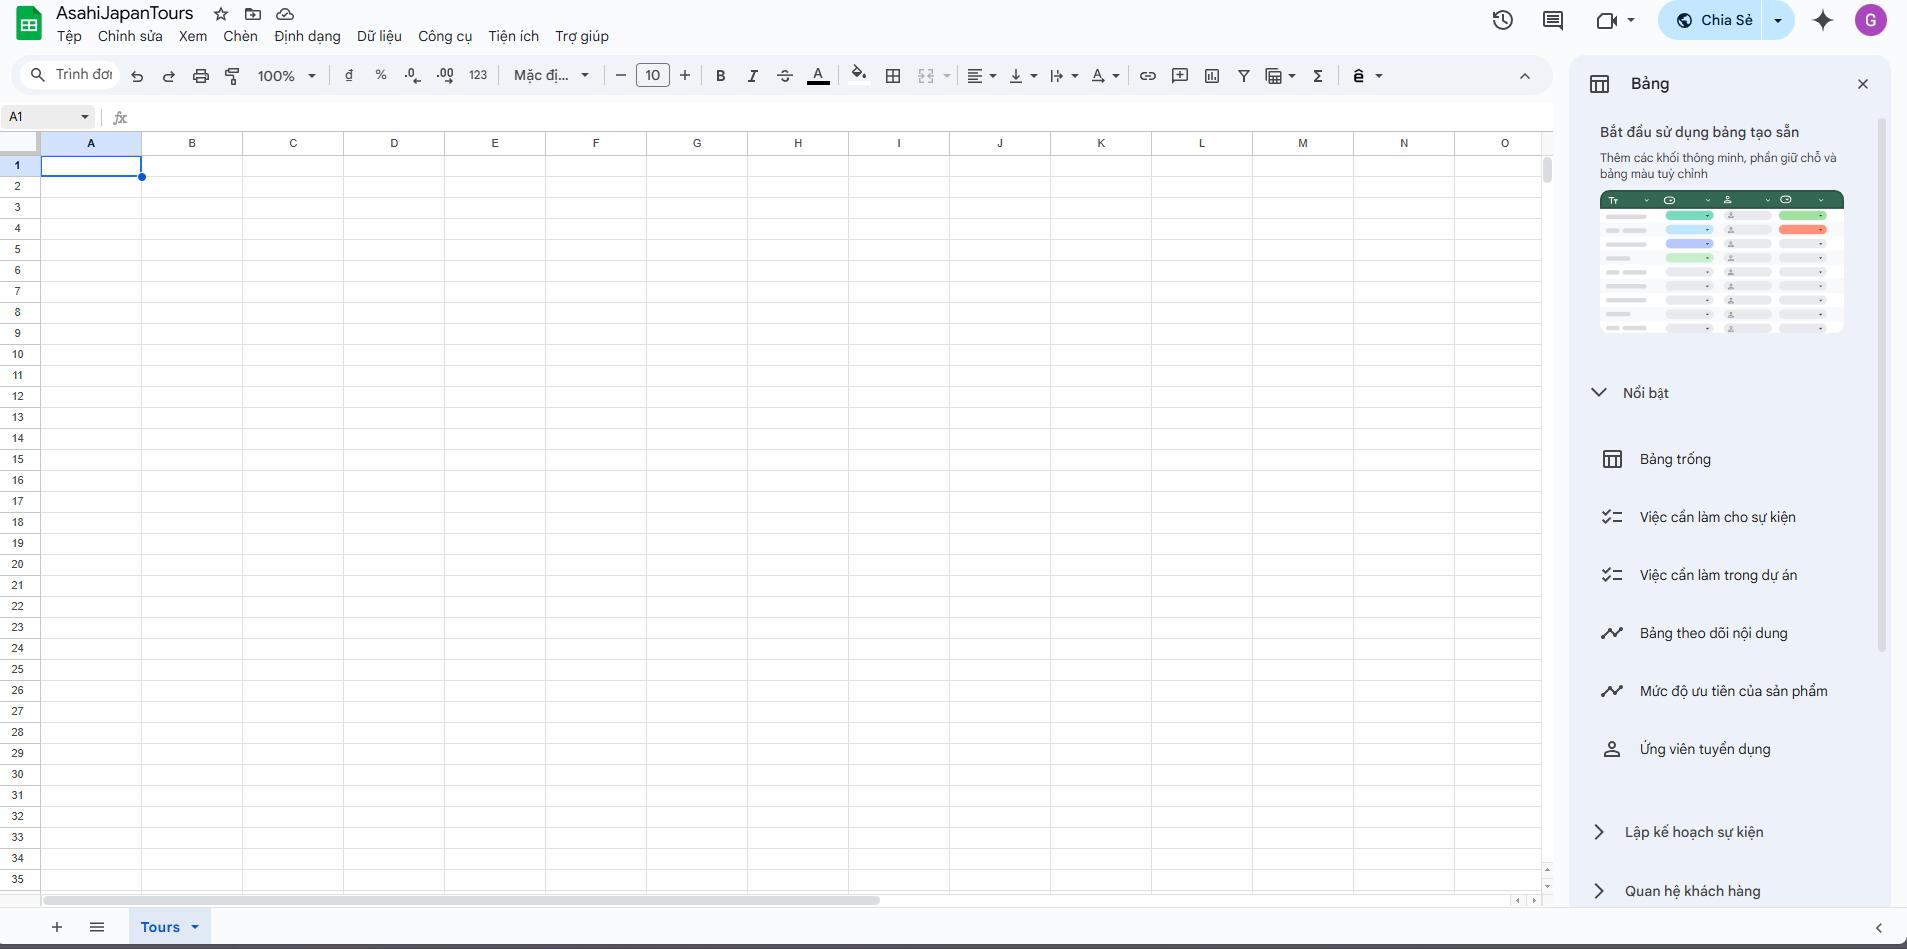 AsahiJapanTours
Tệp Chỉnh sửa Xem Chèn Định dạng Dữ liệu Công cụ Tiện ích Trợ giúp
Chia Sẻ
G
Trình đơn
100%
đ % .0 .00 123
Mặc đị...
10
B I A
Σ
A1
fx
A B C D E F G H I J K L M N O
1
2
3
4
5
6
7
8
9
10
11
12
13
14
15
16
17
18
19
20
21
22
23
24
25
26
27
28
29
30
31
32
33
34
35
Tours
Bảng
Bắt đầu sử dụng bảng tạo sẵn
Thêm các khối thông minh, phần giữ chỗ và
bảng màu tuỳ chỉnh
Tт
Nổi bật
Bảng trống
Việc cần làm cho sự kiện
Việc cần làm trong dự án
Bảng theo dõi nội dung
Mức độ ưu tiên của sản phẩm
Ứng viên tuyển dụng
Lập kế hoạch sự kiện
Quan hệ khách hàng